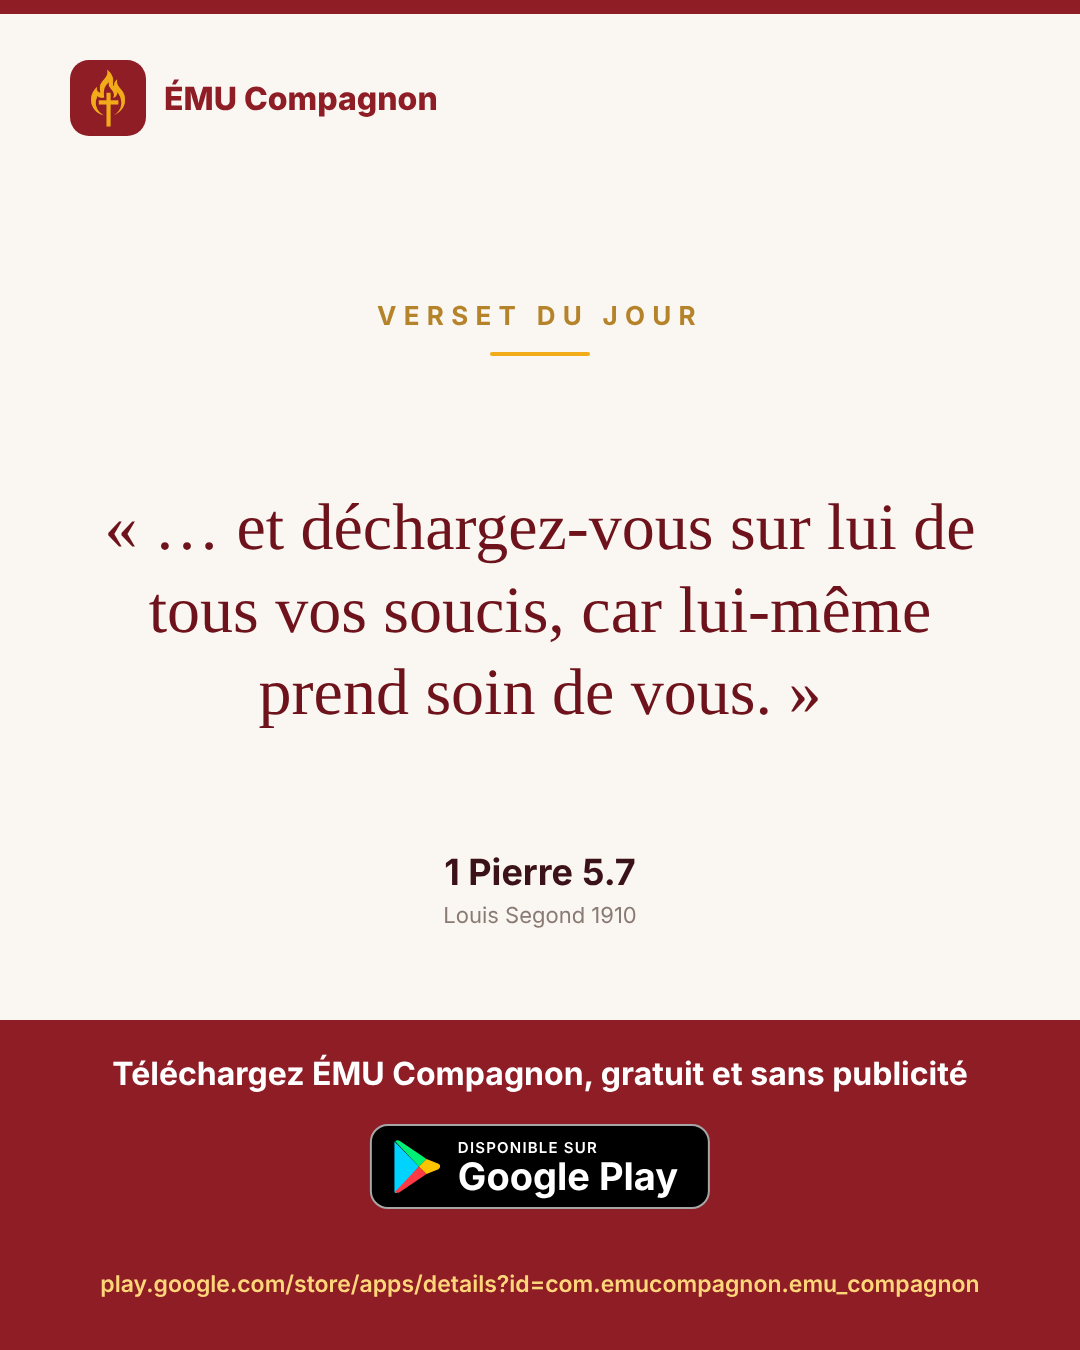 ÉMU Compagnon
VERSET DU JOUR
« … et déchargez-vous sur lui de
tous vos soucis, car lui-même
prend soin de vous. »
1 Pierre 5.7
Louis Segond 1910
Téléchargez ÉMU Compagnon, gratuit et sans publicité
DISPONIBLE SUR
Google Play
play.google.com/store/apps/details?id=com.emucompagnon.emu_compagnon